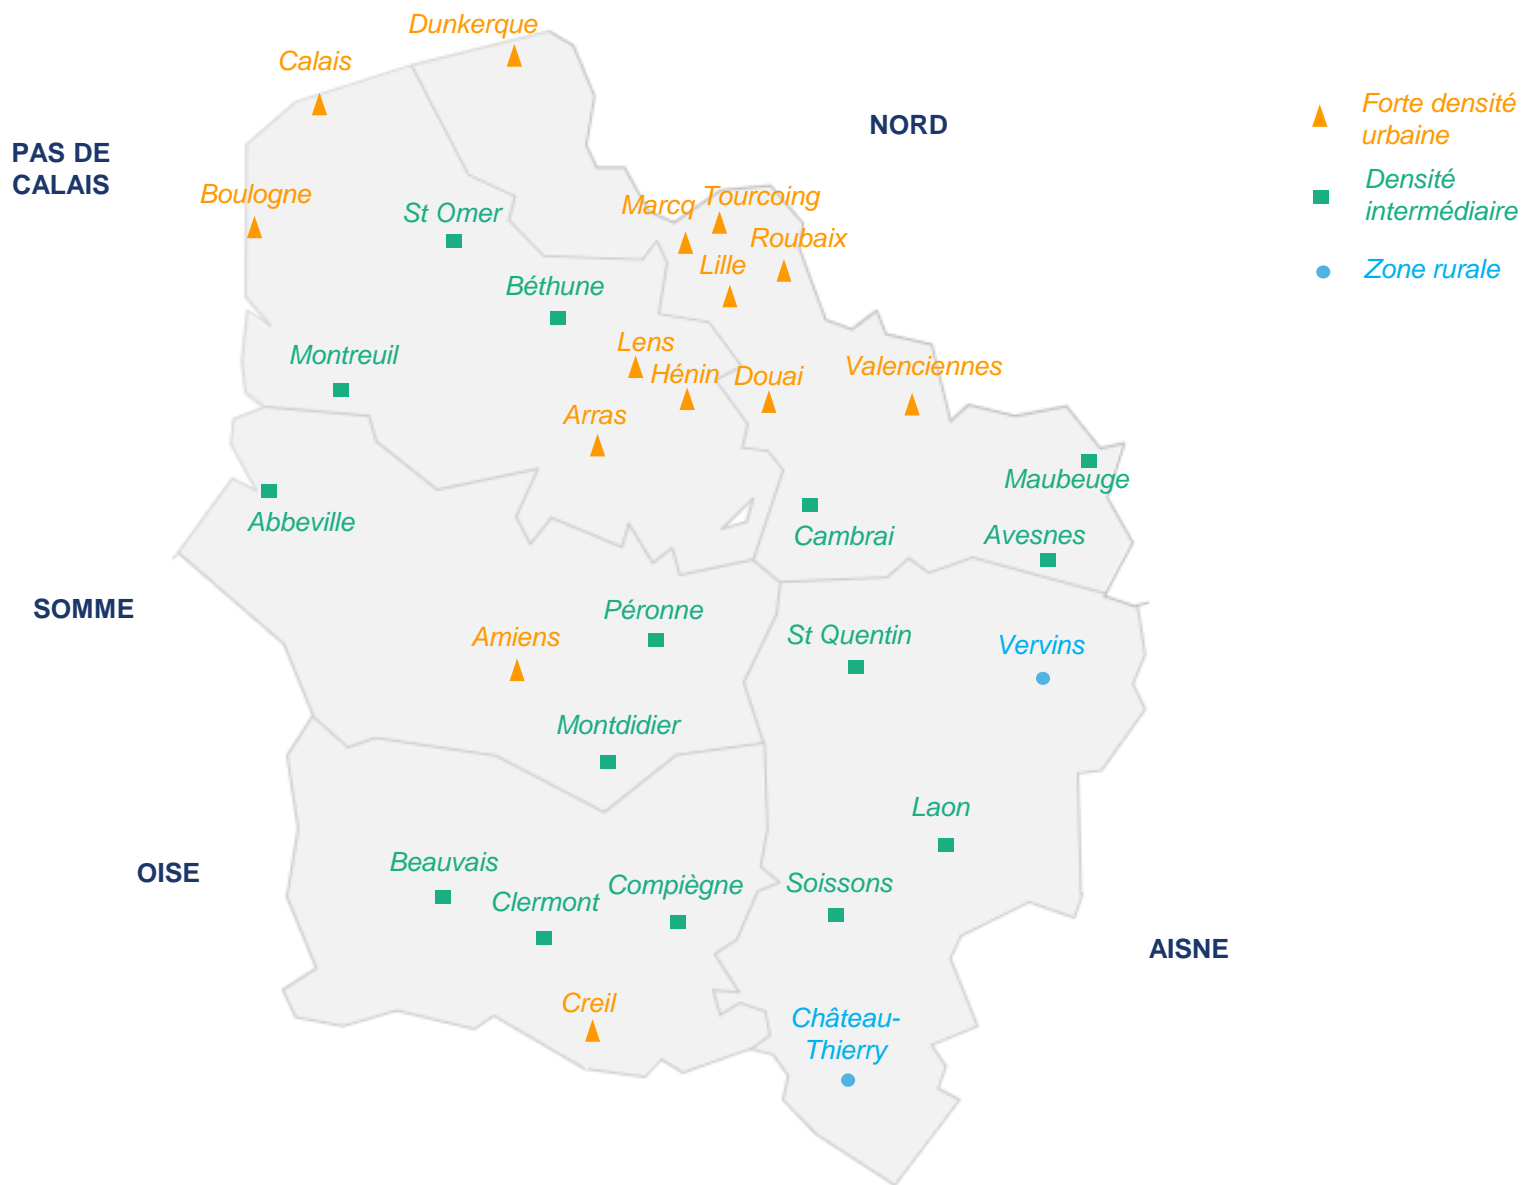 Dunkerque
Calais
Forte densité
urbaine
NORD
PAS DE
CALAIS
Densité
intermédiaire
Boulogne
St Omer
Marcq
Tourcoing
Roubaix
Lille
Zone rurale
Béthune
Lens
Montreuil
Hénin
Douai
Valenciennes
Arras
Maubeuge
Abbeville
Cambrai
Avesnes
SOMME
Péronne
Amiens
St Quentin
Vervins
Montdidier
Laon
OISE
Beauvais
Clermont
Compiègne
Soissons
AISNE
Creil
Château-
Thierry